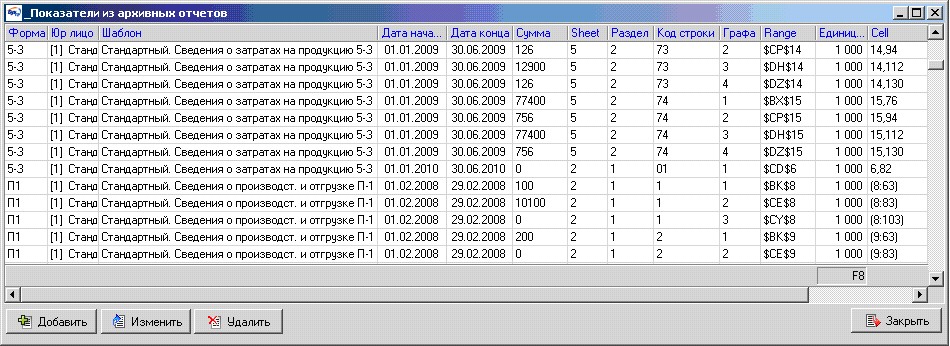 _Показатели из архивных отчетов
Форма Юр лицо Шаблон Дата нача... Дата конца Сумма Sheet Раздел Код строки Графа Range Единиц... Cell
5-З [1] Станд Стандартный. Сведения о затратах на продукцию 5-З 01.01.2009 30.06.2009 126 5 2 73 2 $CP$14 1 000 14,94
5-З [1] Станд Стандартный. Сведения о затратах на продукцию 5-З 01.01.2009 30.06.2009 12900 5 2 73 3 $DH$14 1 000 14,112
5-З [1] Станд Стандартный. Сведения о затратах на продукцию 5-З 01.01.2009 30.06.2009 126 5 2 73 4 $DZ$14 1 000 14,130
5-З [1] Станд Стандартный. Сведения о затратах на продукцию 5-З 01.01.2009 30.06.2009 77400 5 2 74 1 $BX$15 1 000 15,76
5-З [1] Станд Стандартный. Сведения о затратах на продукцию 5-З 01.01.2009 30.06.2009 756 5 2 74 2 $CP$15 1 000 15,94
5-З [1] Станд Стандартный. Сведения о затратах на продукцию 5-З 01.01.2009 30.06.2009 77400 5 2 74 3 $DH$15 1 000 15,112
5-З [1] Станд Стандартный. Сведения о затратах на продукцию 5-З 01.01.2009 30.06.2009 756 5 2 74 4 $DZ$15 1 000 15,130
5-З [1] Станд Стандартный. Сведения о затратах на продукцию 5-З 01.01.2010 30.06.2010 0 2 1 01 1 $CD$6 1 000 6,82
П1 [1] Станд Стандартный. Сведения о производст. и отгрузке П-1 01.02.2008 29.02.2008 100 2 1 1 1 $BK$8 1 000 (8:63)
П1 [1] Станд Стандартный. Сведения о производст. и отгрузке П-1 01.02.2008 29.02.2008 10100 2 1 1 2 $CE$8 1 000 (8:83)
П1 [1] Станд Стандартный. Сведения о производст. и отгрузке П-1 01.02.2008 29.02.2008 0 2 1 1 3 $CY$8 1 000 (8:103)
П1 [1] Станд Стандартный. Сведения о производст. и отгрузке П-1 01.02.2008 29.02.2008 200 2 1 2 1 $BK$9 1 000 (9:63)
П1 [1] Станд Стандартный. Сведения о производст. и отгрузке П-1 01.02.2008 29.02.2008 0 2 1 2 2 $CE$9 1 000 (9:83)
F8
Добавить Изменить Удалить Закрыть